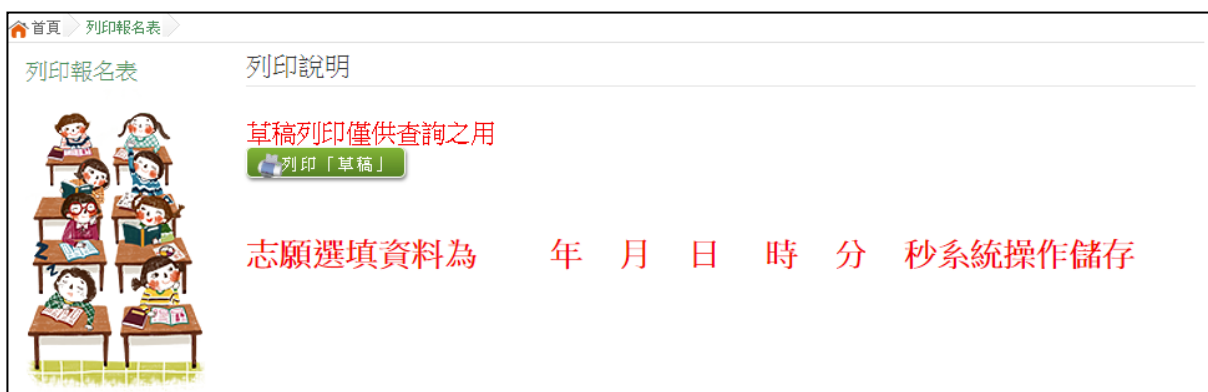 首頁 列印報名表
列印報名表
列印說明
草稿列印僅供查詢之用
列印「草稿」
志願選填資料為 年 月 日 時 分 秒系統操作儲存